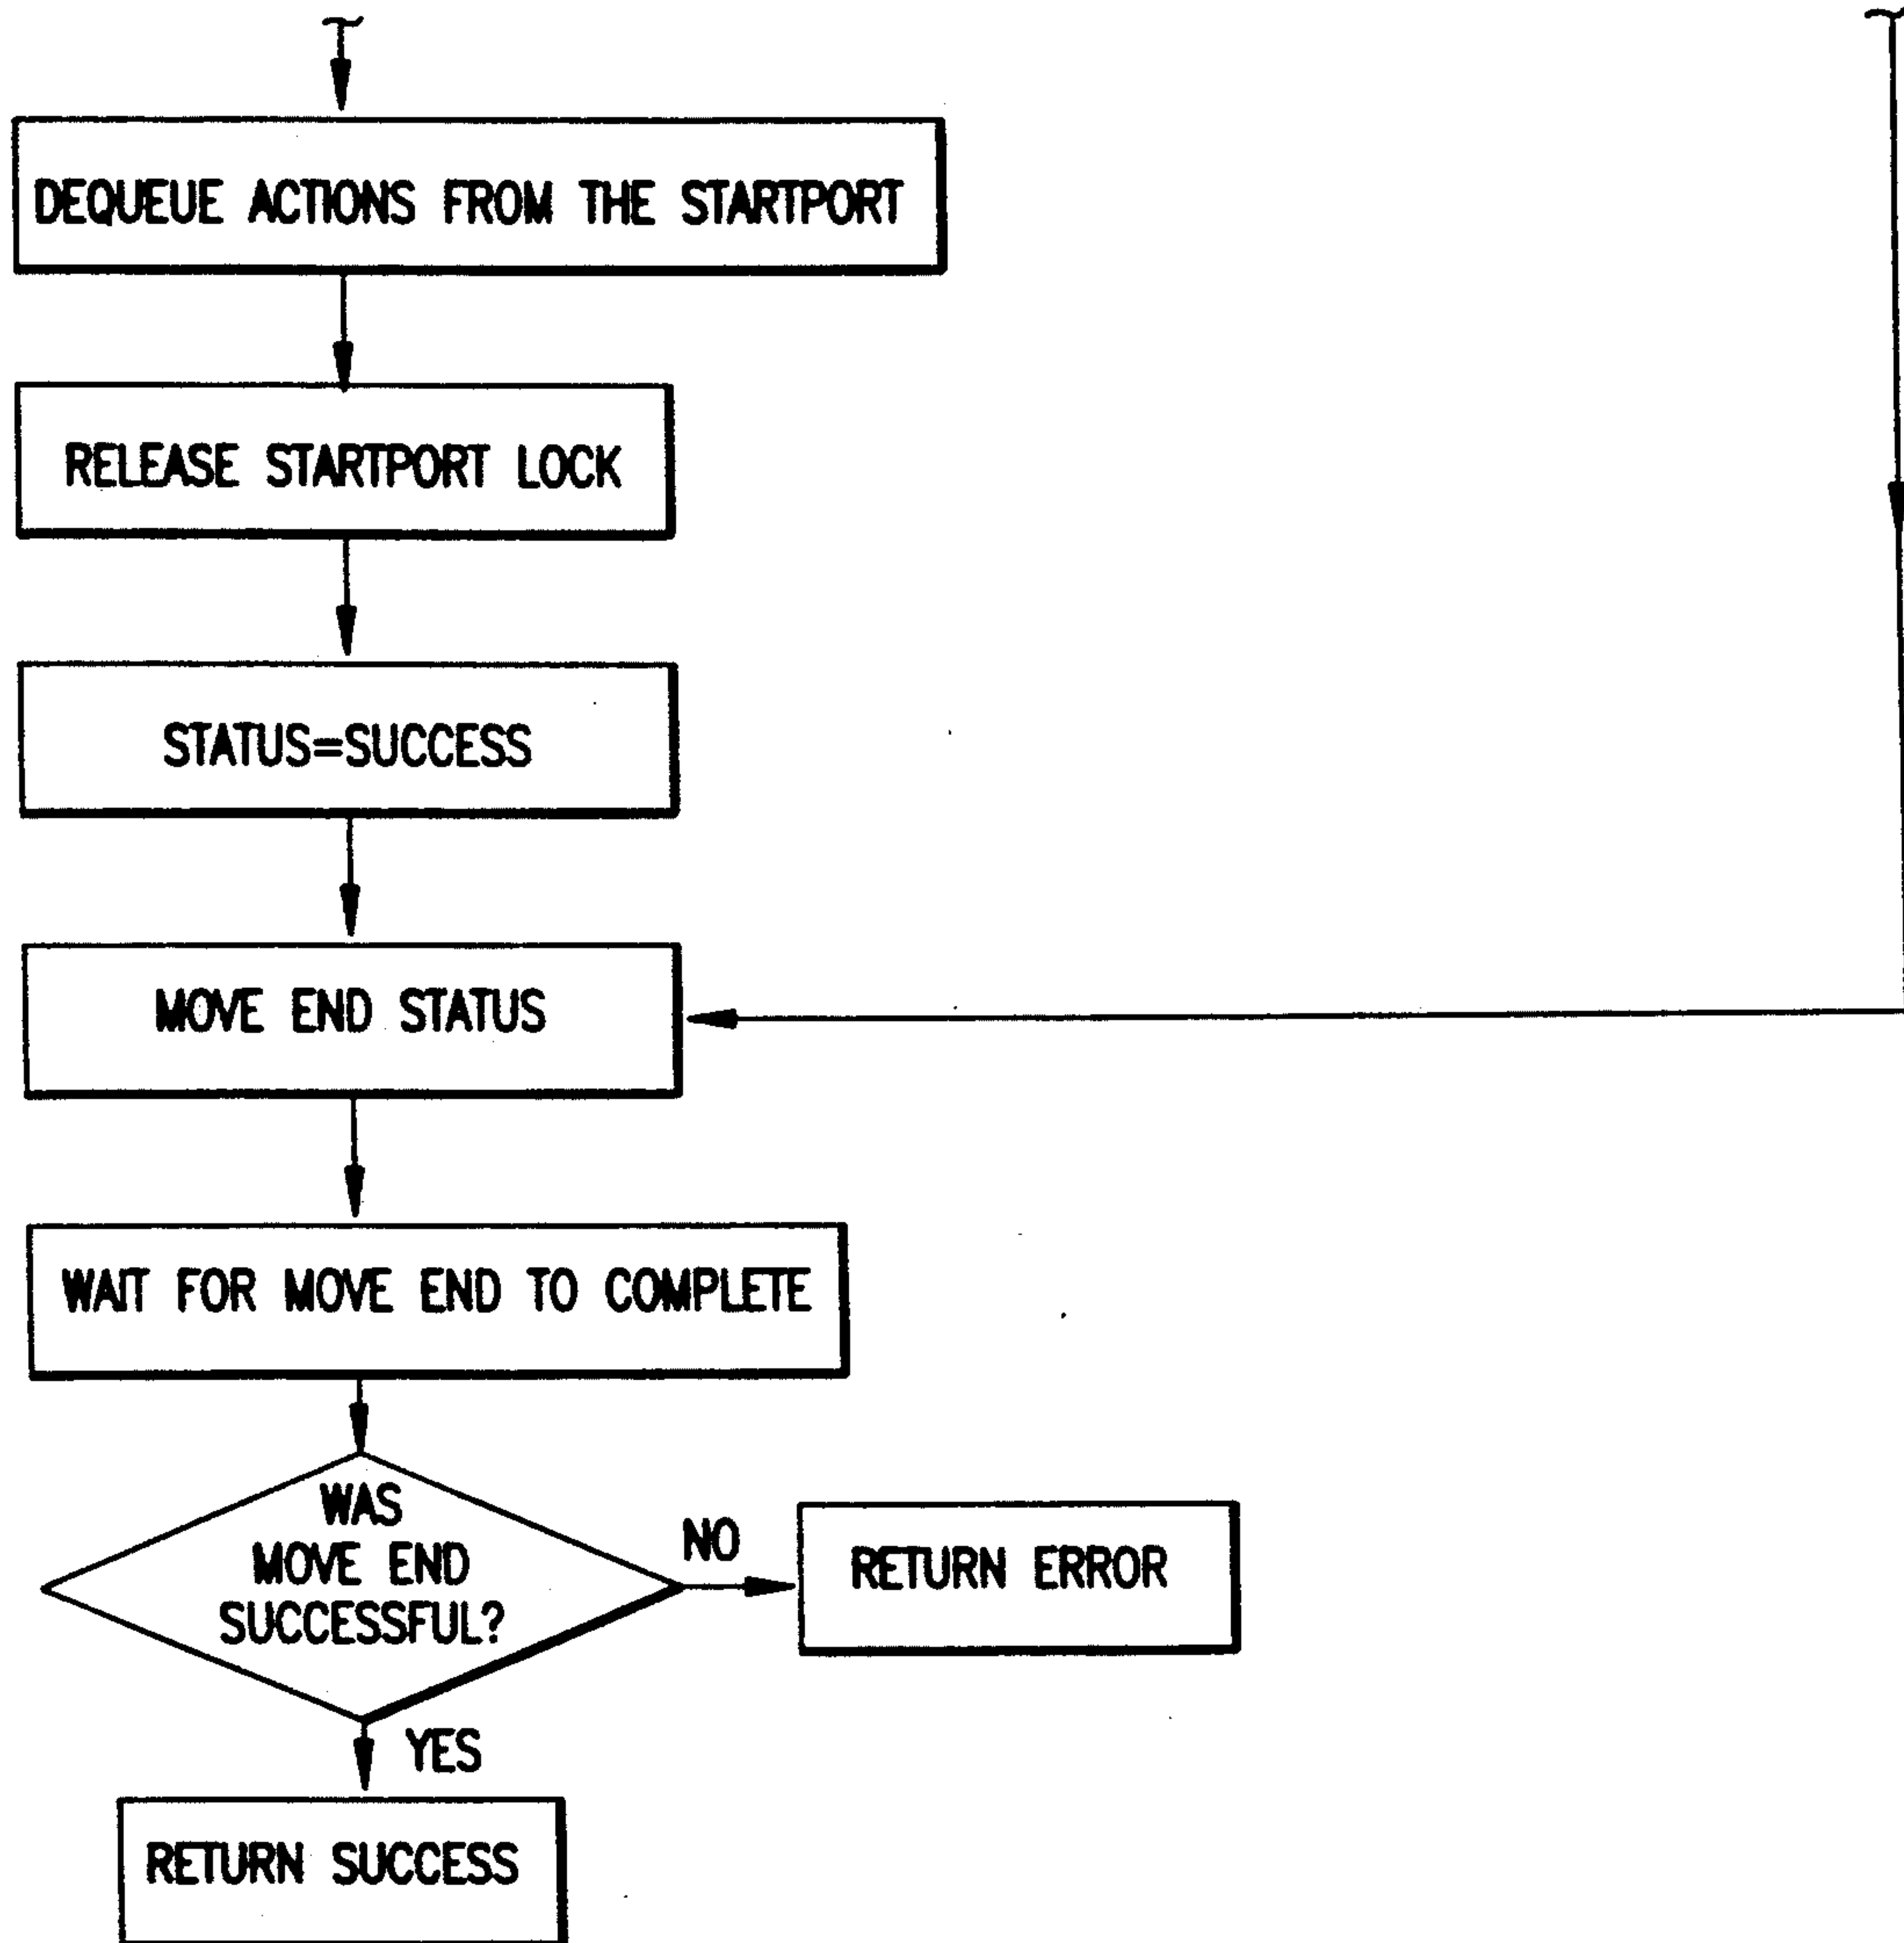 DEQUEUE ACTIONS FROM THE STARTPORT
RELEASE STARTPORT LOCK
STATUS=SUCCESS
MOVE END STATUS
WAIT FOR MOVE END TO COMPLETE
WAS
MOVE END
SUCCESSFUL?
NO
RETURN ERROR
YES
RETURN SUCCESS